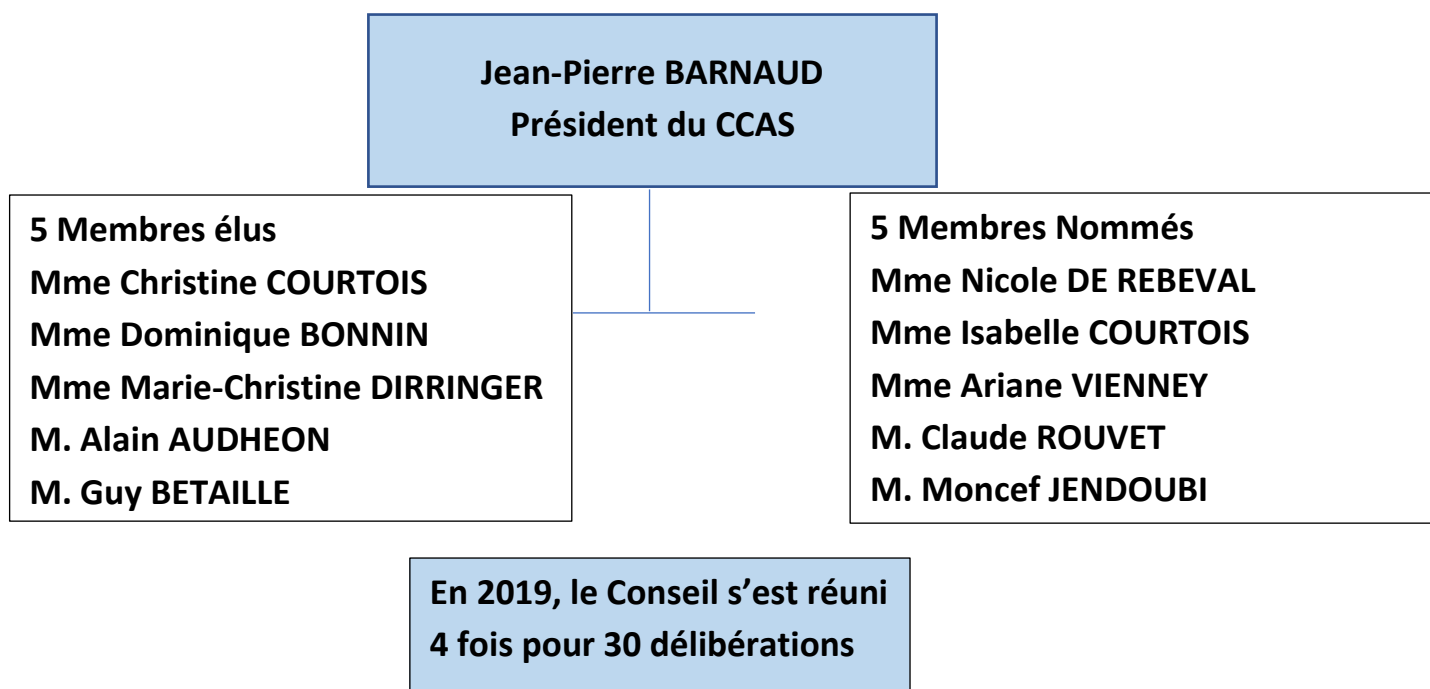 Jean-Pierre BARNAUD
Président du CCAS
5 Membres élus
Mme Christine COURTOIS
Mme Dominique BONNIN
Mme Marie-Christine DIRRINGER
M. Alain AUDHEON
M. Guy BETAILLE
5 Membres Nommés
Mme Nicole DE REBEVAL
Mme Isabelle COURTOIS
Mme Ariane VIENNEY
M. Claude ROUVET
M. Moncef JENDOUBI
En 2019, le Conseil s’est réuni
4 fois pour 30 délibérations